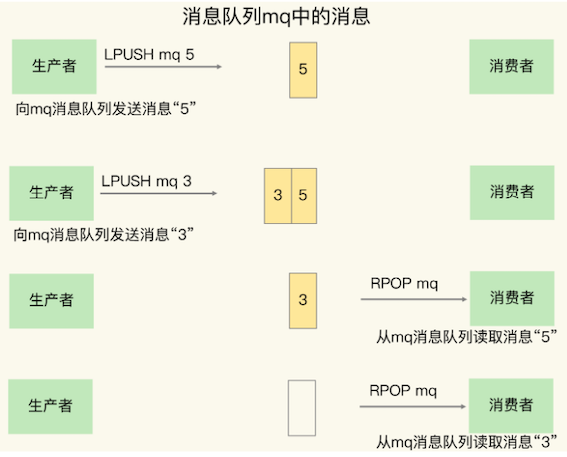 消息队列mq中的消息
生产者
LPUSH mq 5
5
消费者
向mq消息队列发送消息“5”
生产者
LPUSH mq 3
3 5
消费者
向mq消息队列发送消息“3”
生产者
3
RPOP mq
消费者
从mq消息队列读取消息“5”
生产者
RPOP mq
消费者
从mq消息队列读取消息“3”